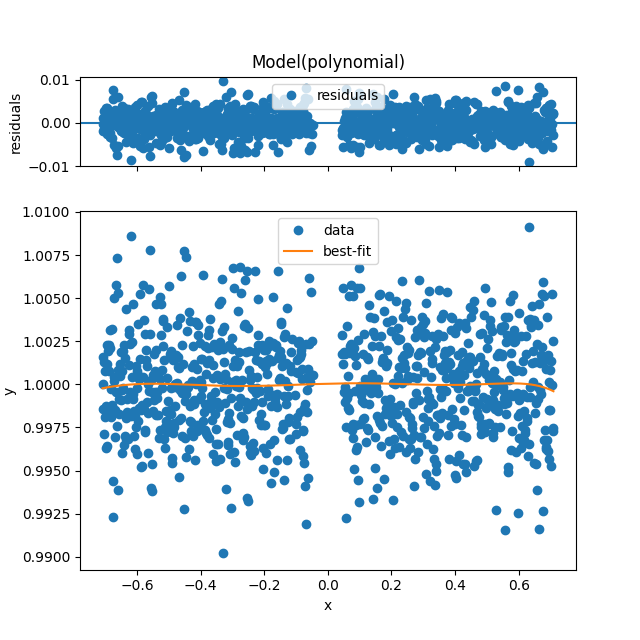 Model(polynomial)
0.01
0.00
−0.01
residuals
residuals
1.0100
1.0075
1.0050
1.0025
1.0000
0.9975
0.9950
0.9925
0.9900
y
data
best-fit
−0.6 −0.4 −0.2 0.0 0.2 0.4 0.6
x